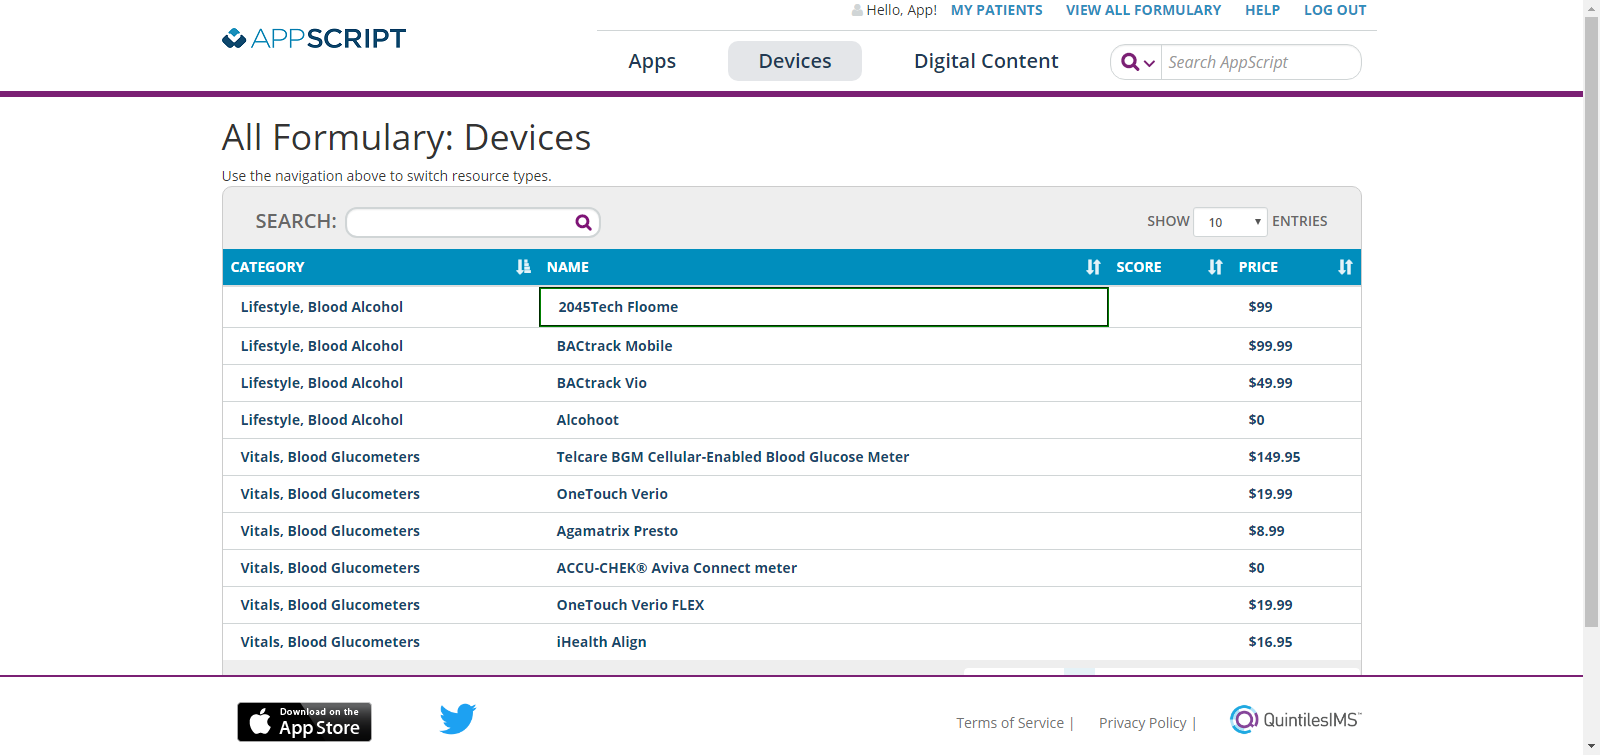 Hello, App! MY PATIENTS VIEW ALL FORMULARY HELP LOG OUT
APPSCRIPT
Apps Devices Digital Content Search AppScript
All Formulary: Devices
Use the navigation above to switch resource types.
SEARCH: SHOW 10 ENTRIES
CATEGORY NAME SCORE PRICE
Lifestyle, Blood Alcohol 2045Tech Floome $99
Lifestyle, Blood Alcohol BACtrack Mobile $99.99
Lifestyle, Blood Alcohol BACtrack Vio $49.99
Lifestyle, Blood Alcohol Alcohoot $0
Vitals, Blood Glucometers Telcare BGM Cellular-Enabled Blood Glucose Meter $149.95
Vitals, Blood Glucometers OneTouch Verio $19.99
Vitals, Blood Glucometers Agamatrix Presto $8.99
Vitals, Blood Glucometers ACCU-CHEK® Aviva Connect meter $0
Vitals, Blood Glucometers OneTouch Verio FLEX $19.99
Vitals, Blood Glucometers iHealth Align $16.95
Download on the
App Store
Terms of Service | Privacy Policy | QuintilesIMS™